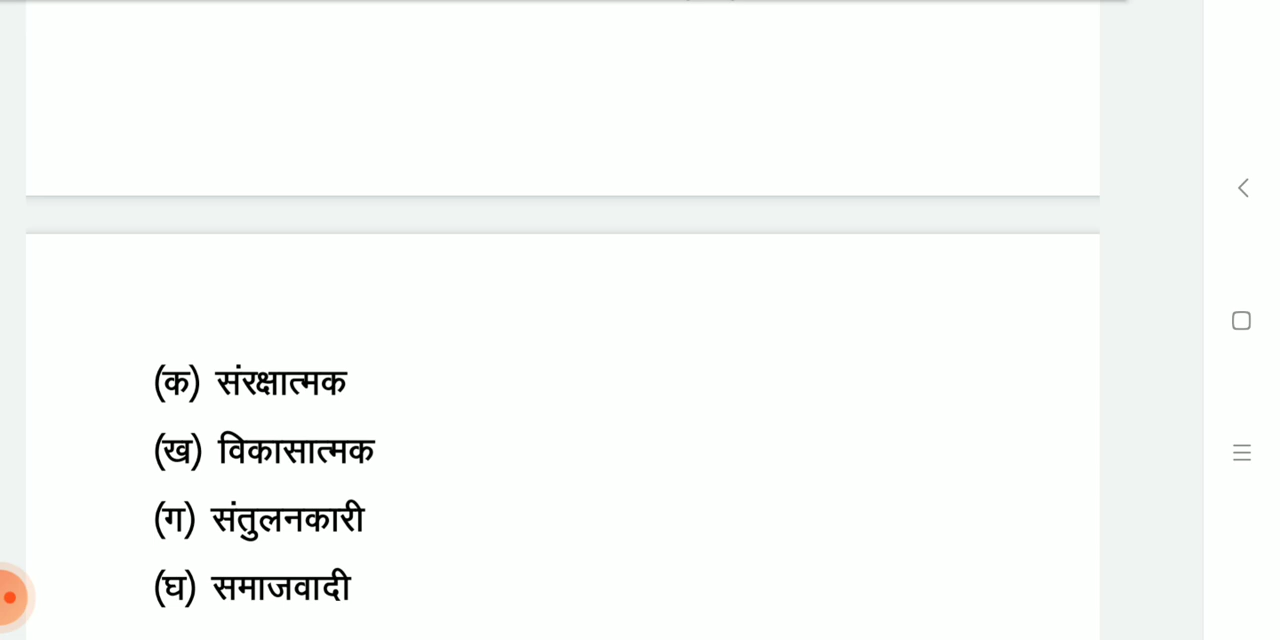 (क) संरक्षात्मक
(ख) विकासात्मक
(ग) संतुलनकारी
(घ) समाजवादी